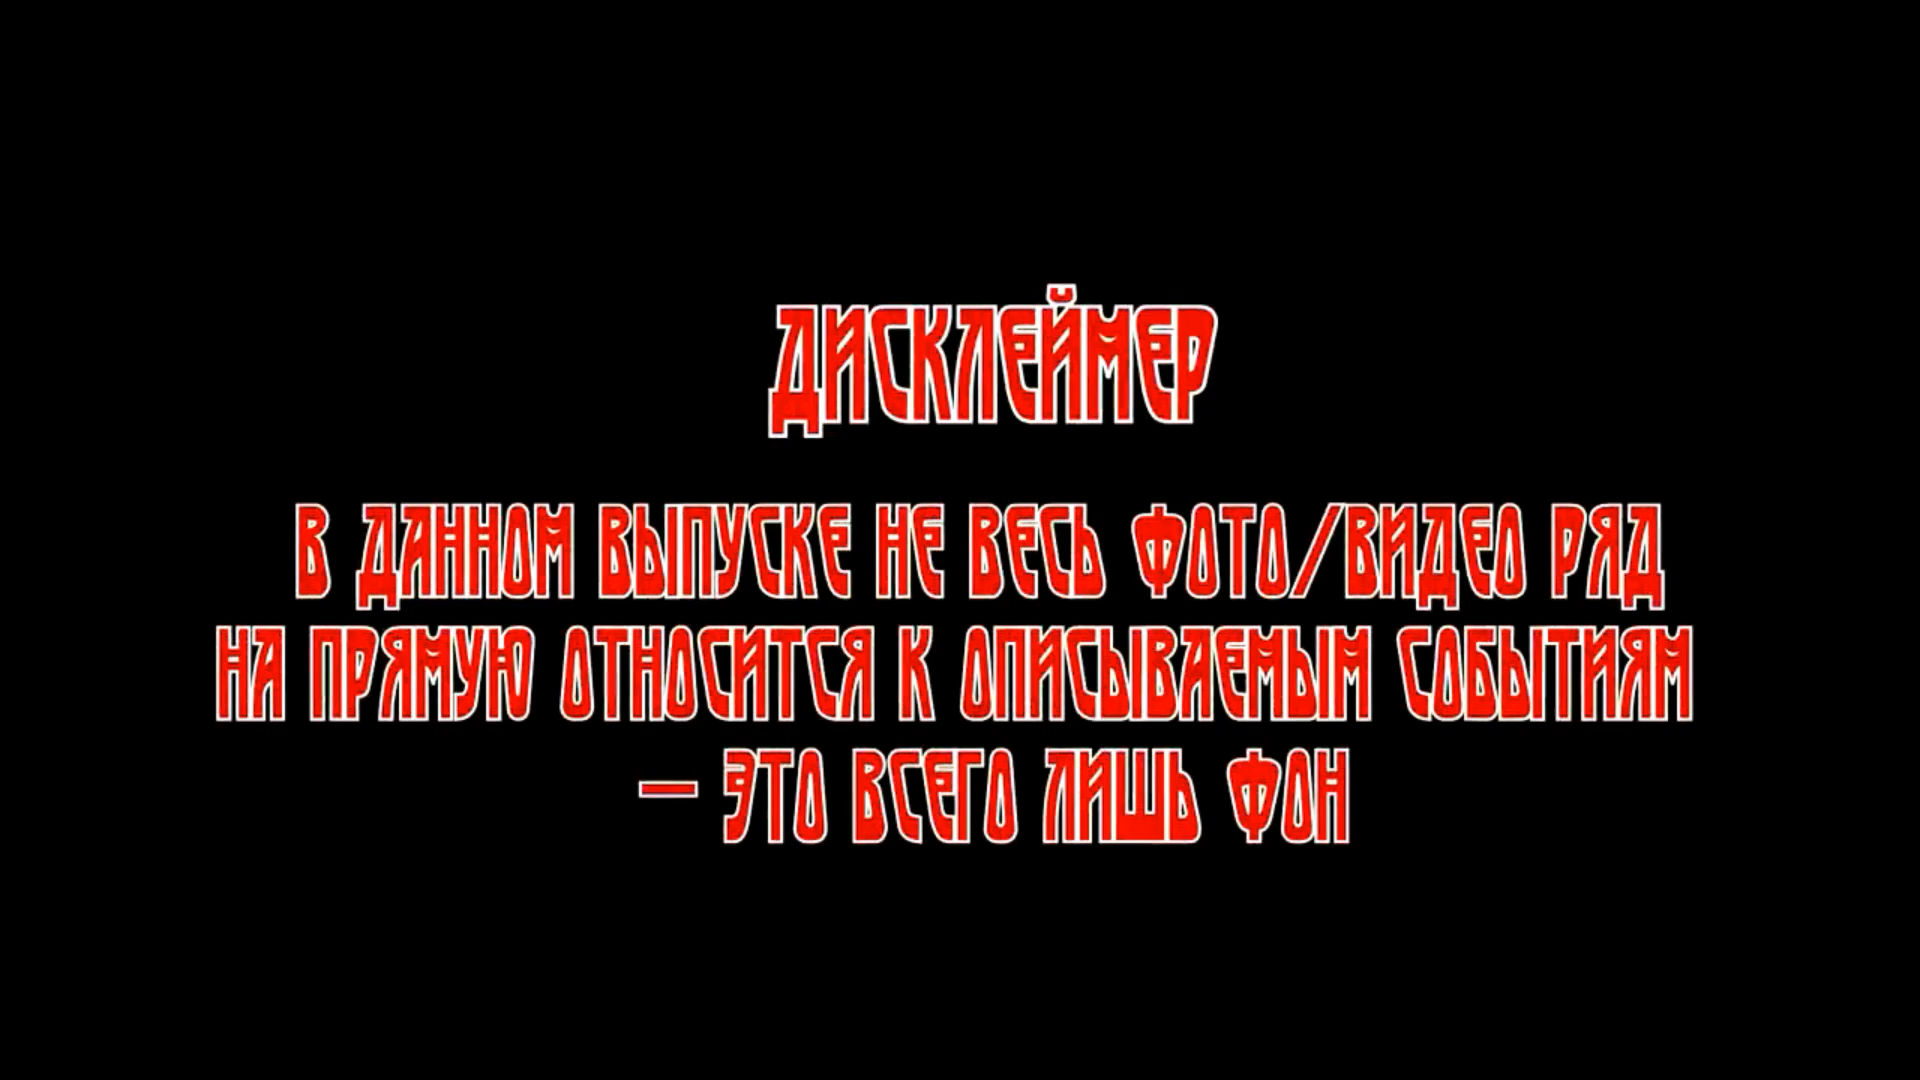 ДИСКЛЕЙМЕР
В ДАННОМ ВЫПУСКЕ НЕ ВЕСЬ ФОТО/ВИДЕО РЯД
НА ПРЯМУЮ ОТНОСИТСЯ К ОПИСЫВАЕМЫМ СОБЫТИЯМ
— ЭТО ВСЕГО ЛИШЬ ФОН